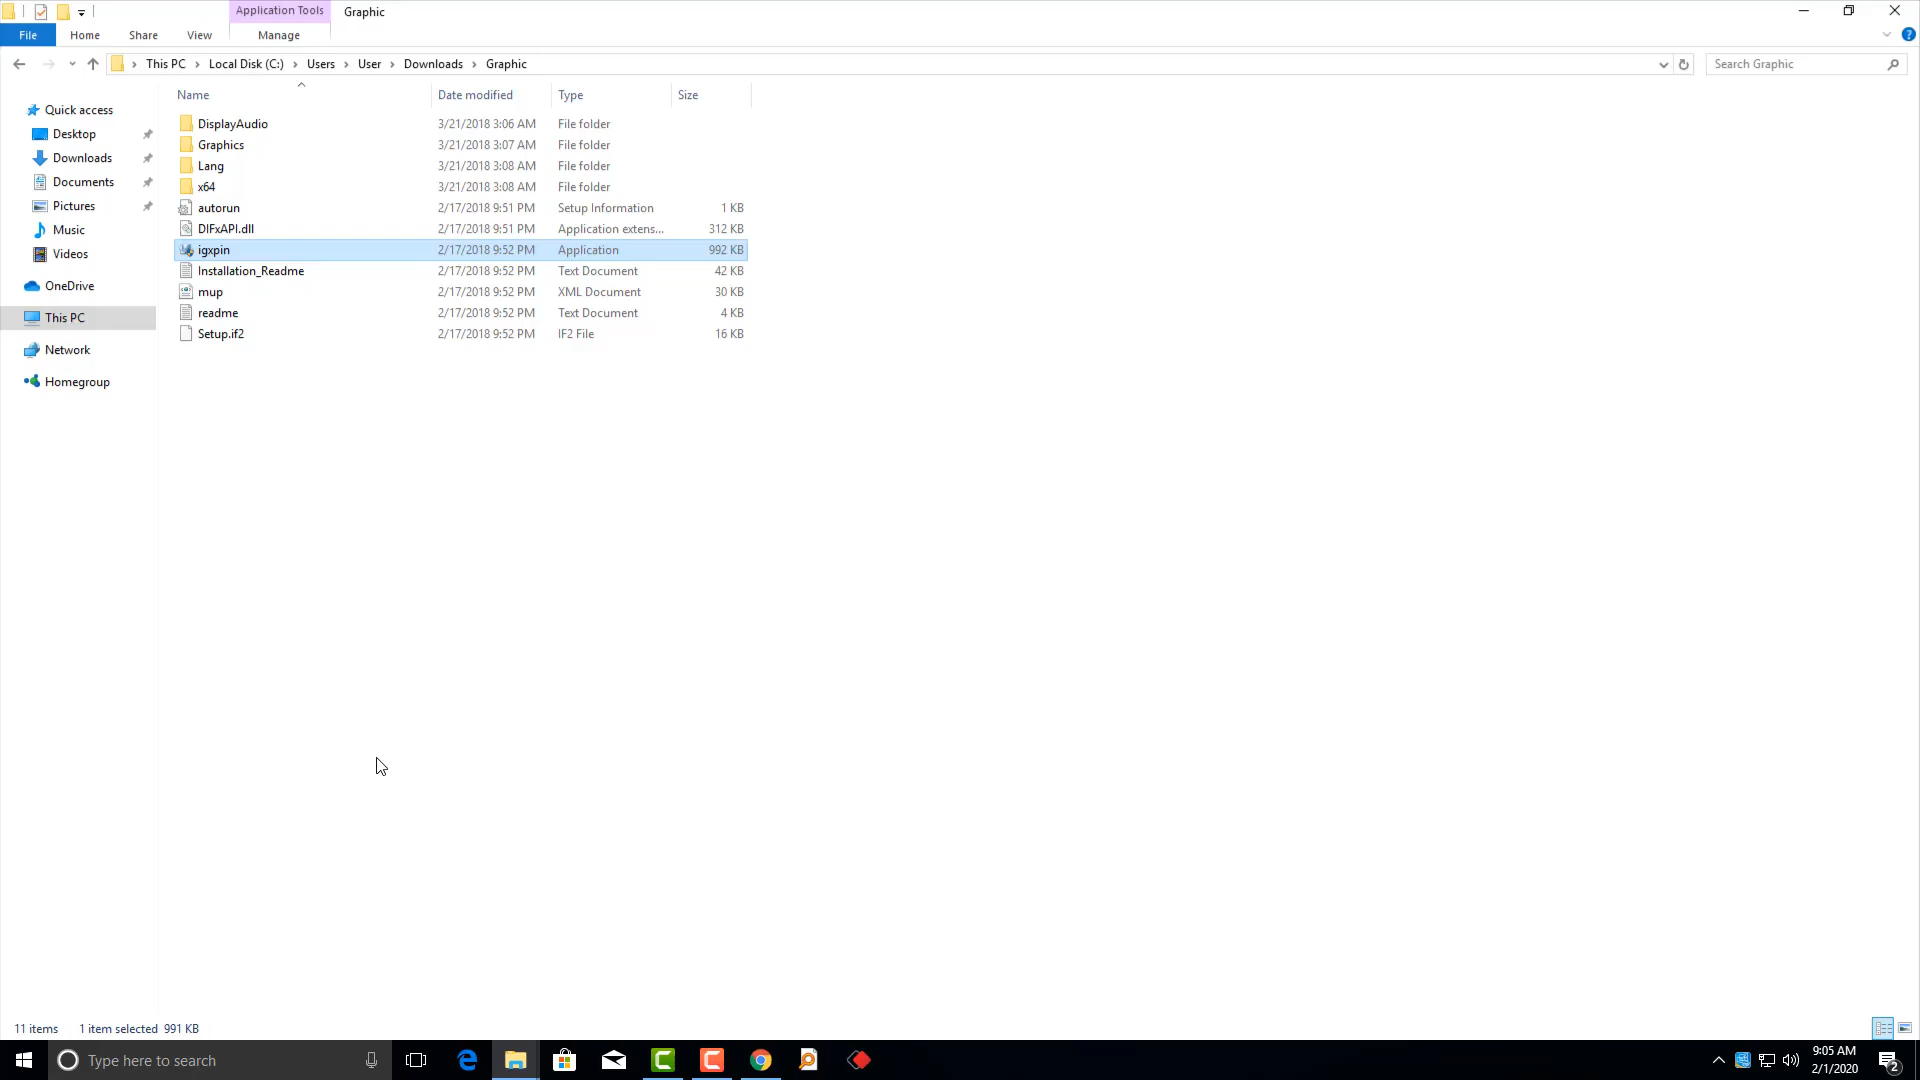 Application Tools Graphic
File Home Share View Manage
This PC Local Disk (C:) Users User Downloads Graphic Search Graphic
Name Date modified Type Size
Quick access
Desktop
Downloads
Documents
Pictures
Music
Videos
OneDrive
This PC
Network
Homegroup
DisplayAudio 3/21/2018 3:06 AM File folder
Graphics 3/21/2018 3:07 AM File folder
Lang 3/21/2018 3:08 AM File folder
x64 3/21/2018 3:08 AM File folder
autorun 2/17/2018 9:51 PM Setup Information 1 KB
DIFxAPI.dll 2/17/2018 9:51 PM Application extens... 312 KB
igxpin 2/17/2018 9:52 PM Application 992 KB
Installation_Readme 2/17/2018 9:52 PM Text Document 42 KB
mup 2/17/2018 9:52 PM XML Document 30 KB
readme 2/17/2018 9:52 PM Text Document 4 KB
Setup.if2 2/17/2018 9:52 PM IF2 File 16 KB
11 items 1 item selected 991 KB
Type here to search
9:05 AM
2/1/2020
2